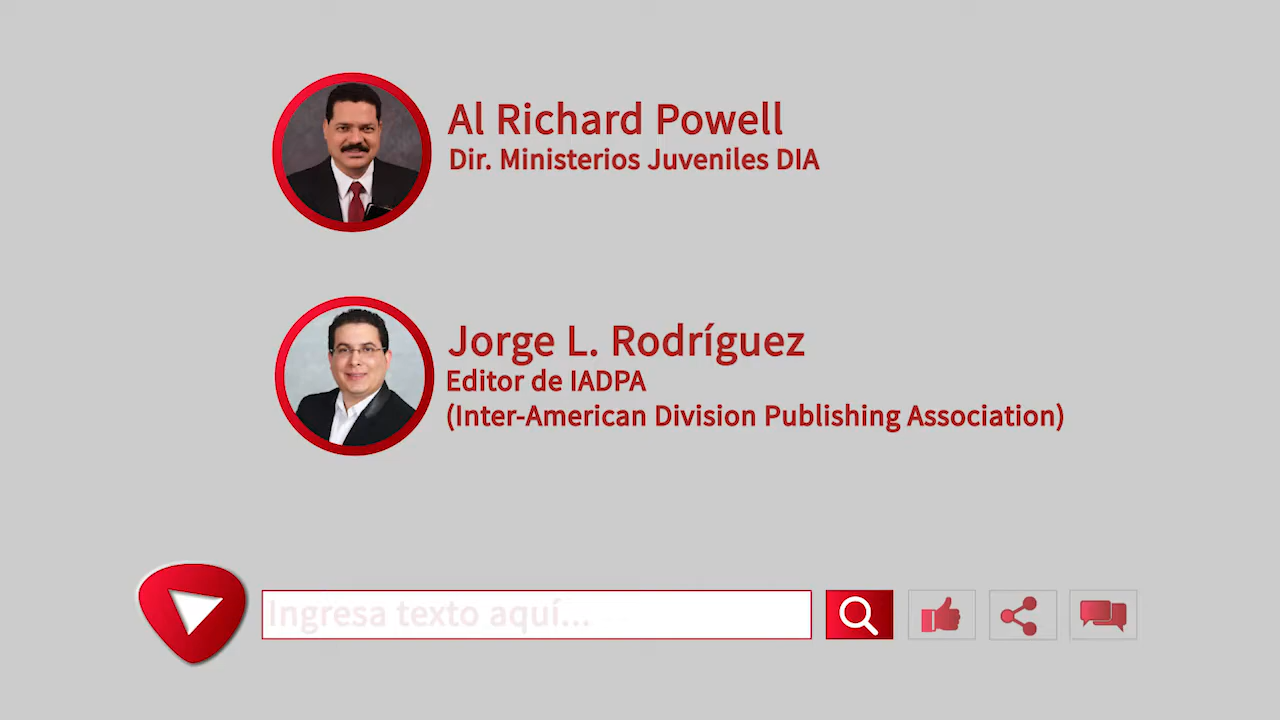 Al Richard Powell
Dir. Ministerios Juveniles DIA
Jorge L. Rodríguez
Editor de IADPA
(Inter-American Division Publishing Association)
Ingresa texto aquí...